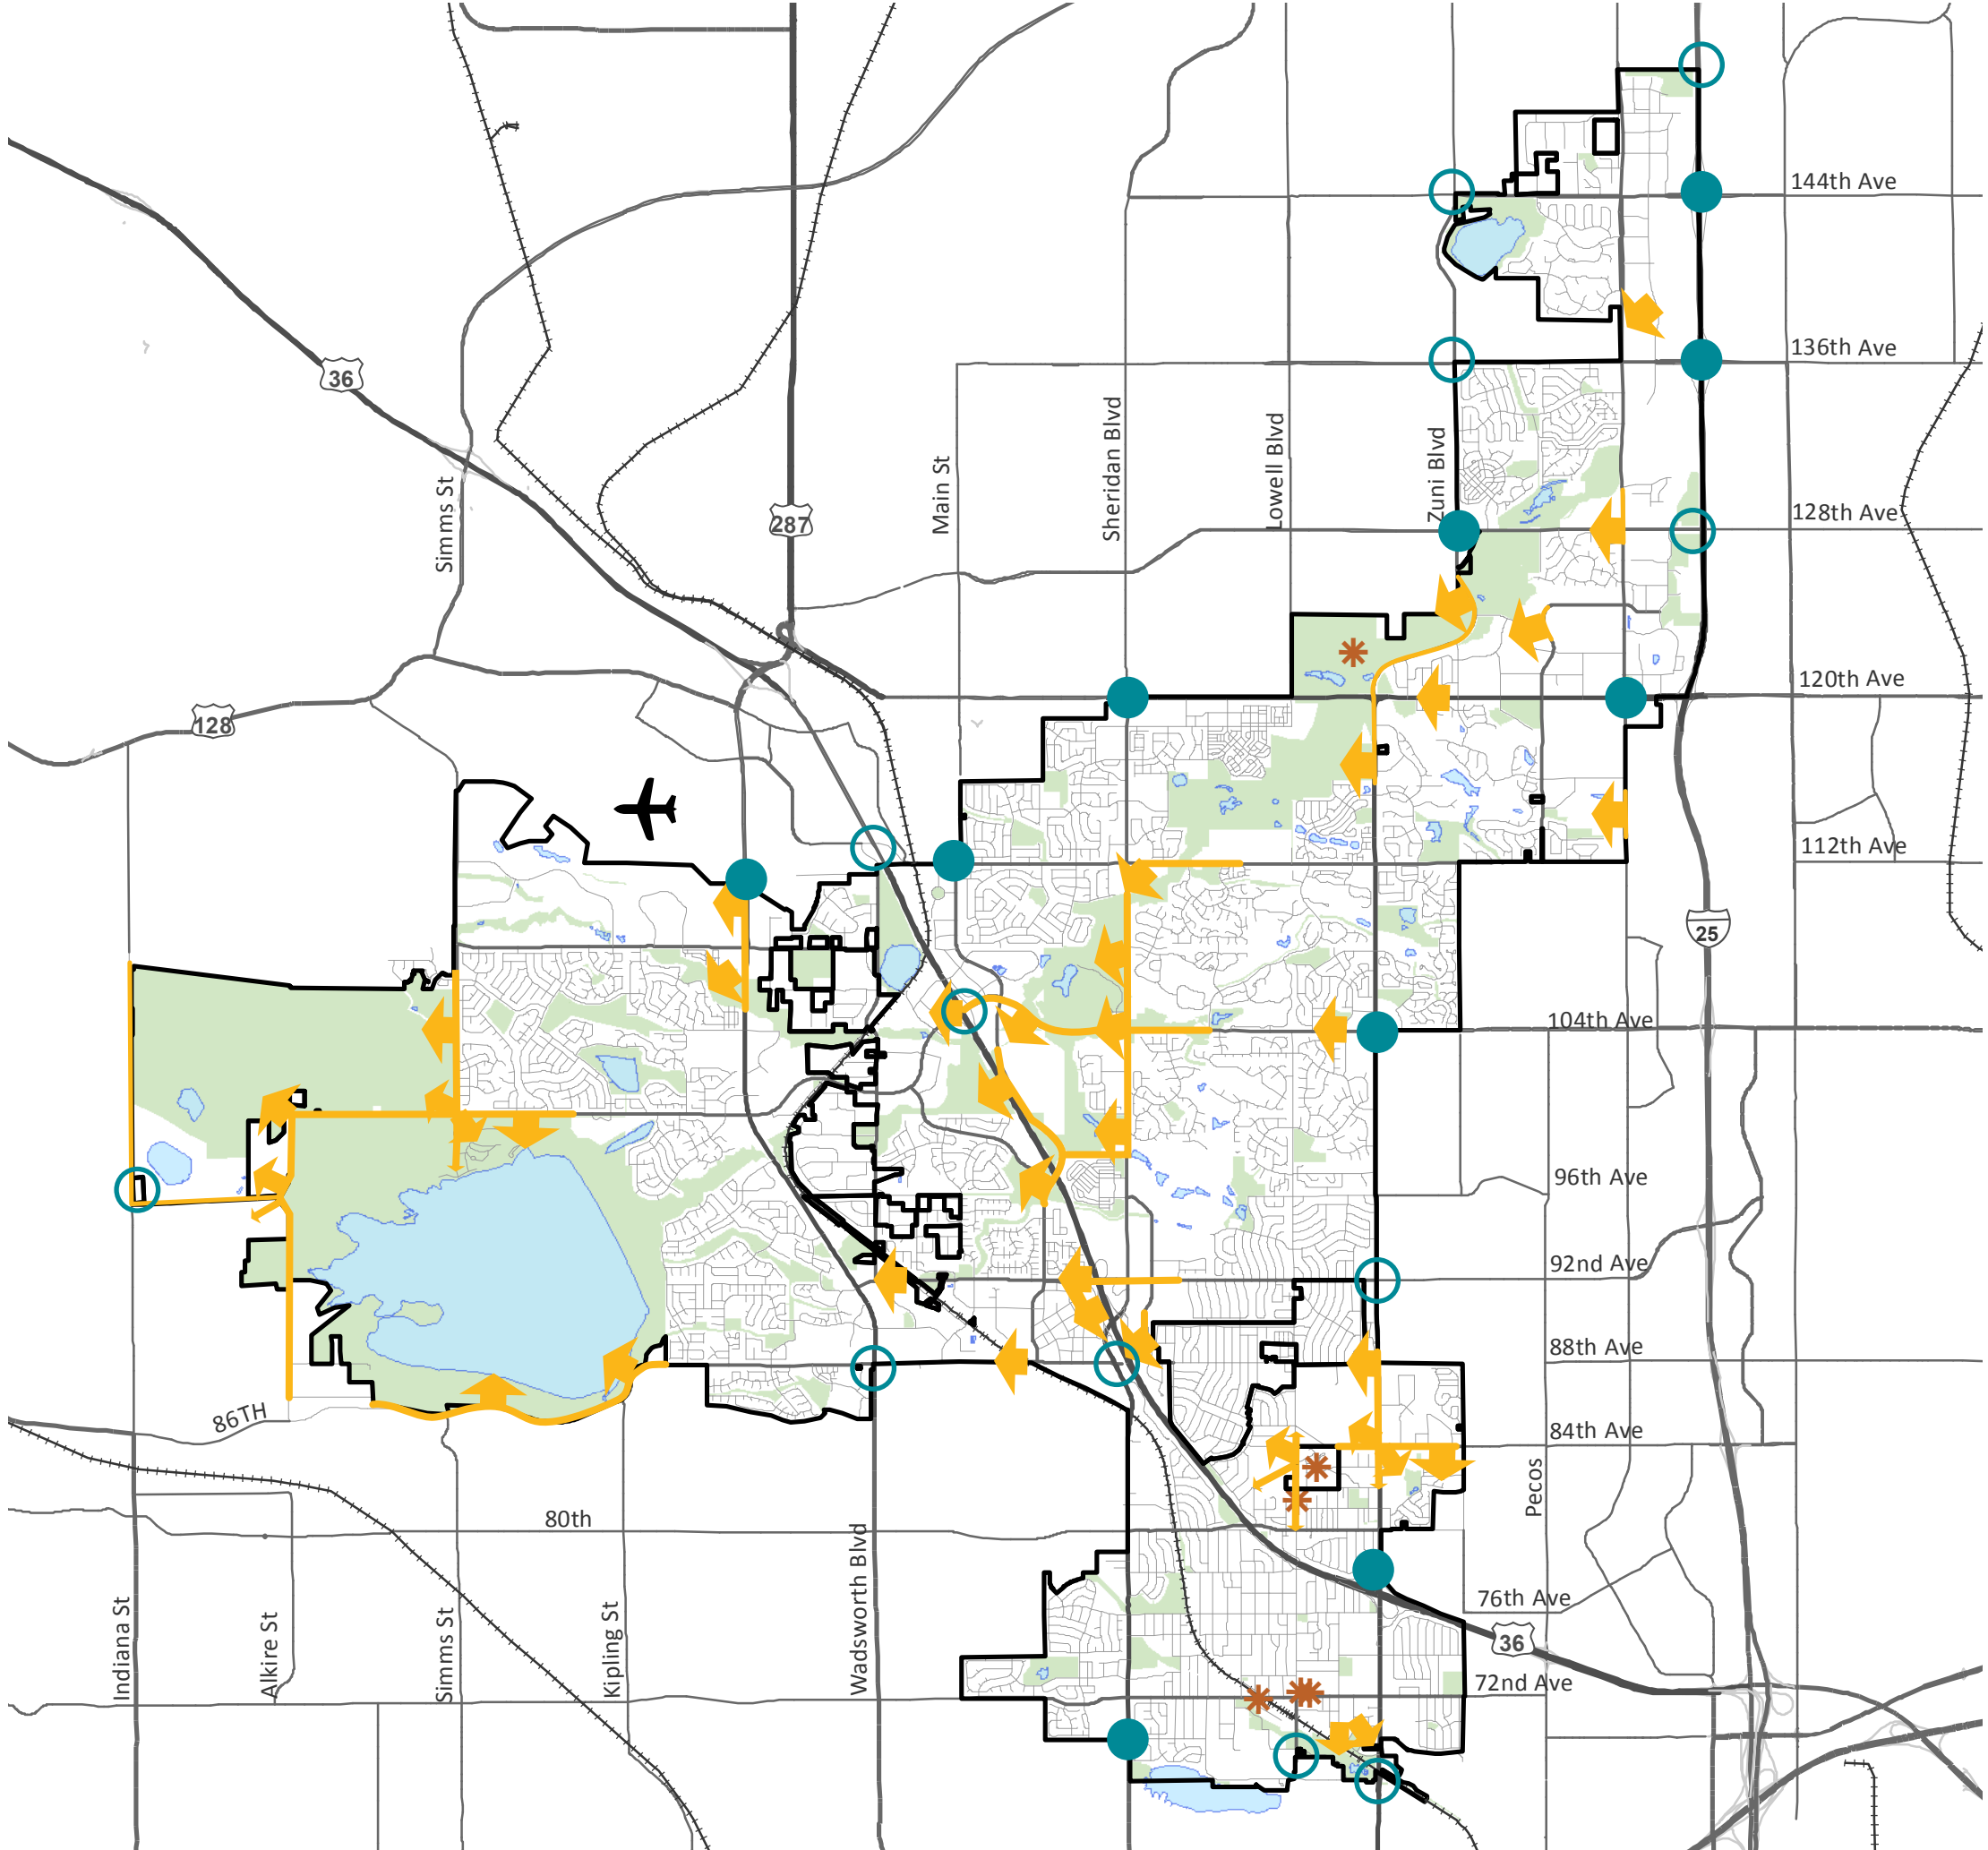 144th Ave
136th Ave
36
Sheridan Blvd
Lowell Blvd
Zuni Blvd
Main St
Simms St
287
128th Ave
120th Ave
128
112th Ave
25
104th Ave
96th Ave
92nd Ave
88th Ave
86TH
84th Ave
Pecos
80th
Wadsworth Blvd
76th Ave
Indiana St
Alkire St
Simms St
Kipling St
36
72nd Ave